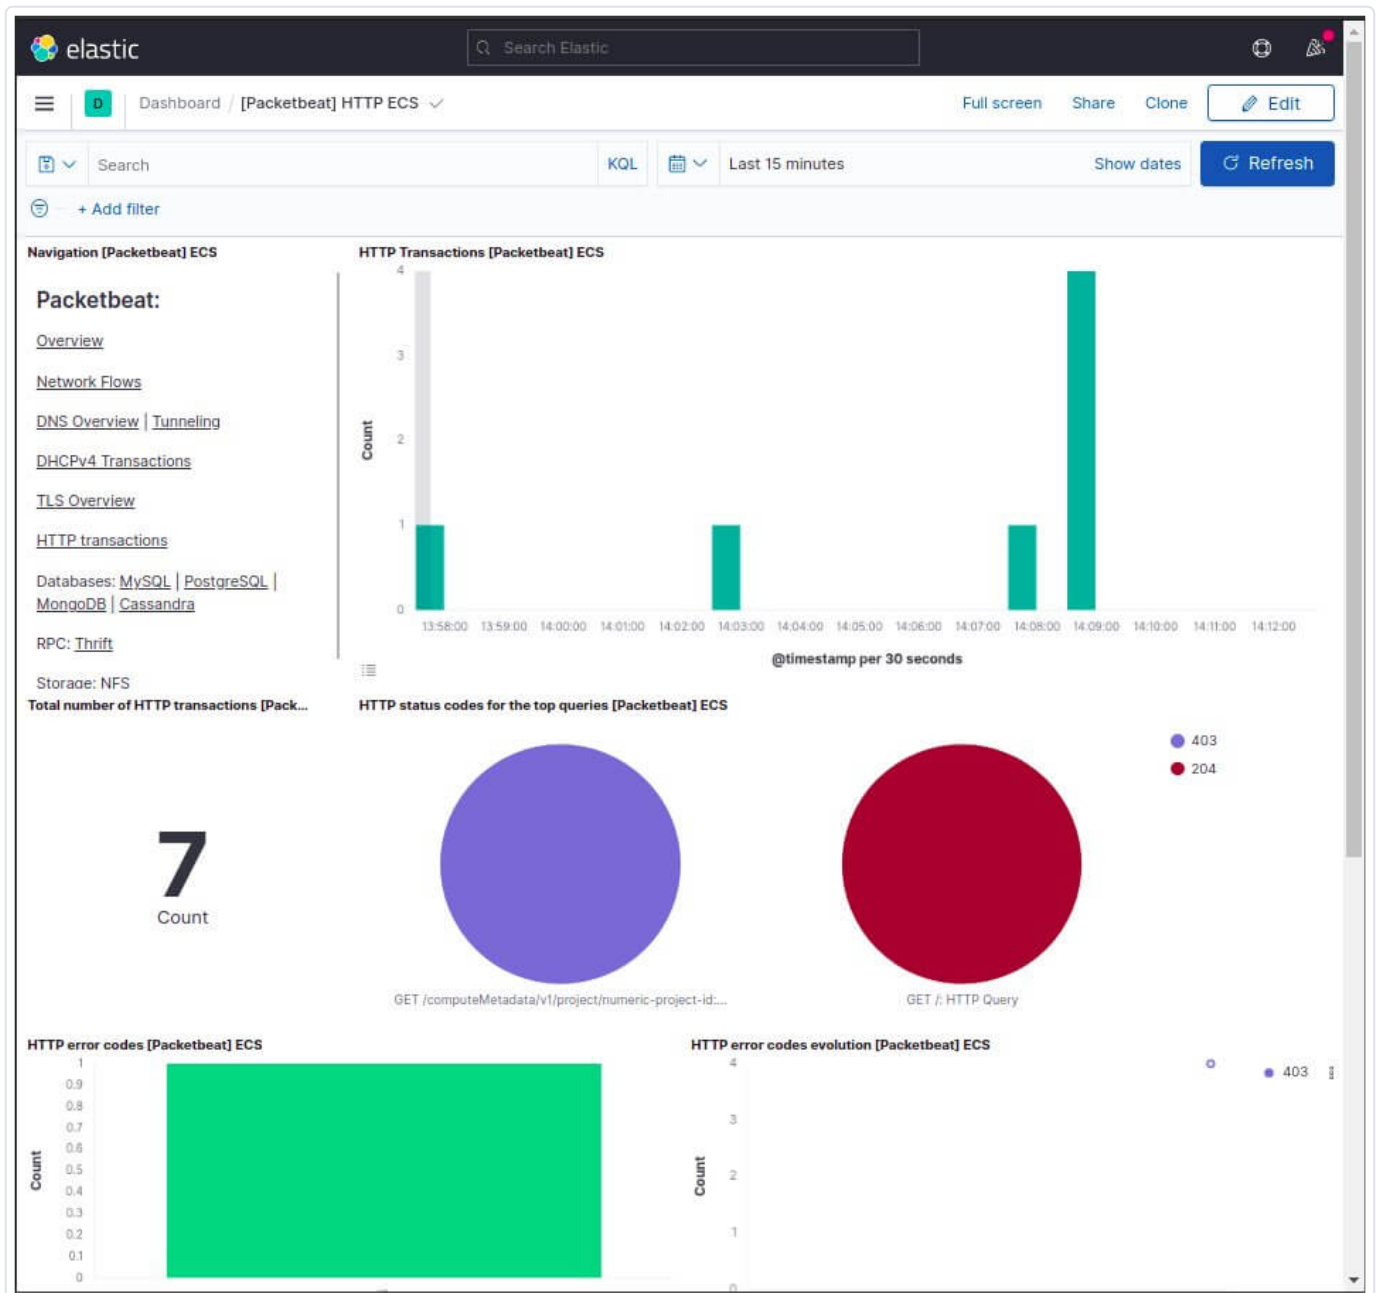 elastic
Search Elastic
D
Dashboard / [Packetbeat] HTTP ECS
Full screen Share Clone Edit
Search KQL
Last 15 minutes Show dates
Refresh
+ Add filter
Navigation [Packetbeat] ECS
Packetbeat:
Overview
Network Flows
DNS Overview | Tunneling
DHCPv4 Transactions
TLS Overview
HTTP transactions
Databases: MySQL | PostgreSQL |
MongoDB | Cassandra
RPC: Thrift
Storage: NFS
HTTP Transactions [Packetbeat] ECS
4
3
2
1
0
Count
13:58:00 13:59:00 14:00:00 14:01:00 14:02:00 14:03:00 14:04:00 14:05:00 14:06:00 14:07:00 14:08:00 14:09:00 14:10:00 14:11:00 14:12:00
@timestamp per 30 seconds
Total number of HTTP transactions [Pack...
7
Count
HTTP status codes for the top queries [Packetbeat] ECS
403
204
GET /computeMetadata/v1/project/numeric-project-id:...
GET /: HTTP Query
HTTP error codes [Packetbeat] ECS
1
0.9
0.8
0.7
0.6
0.5
0.4
0.3
0.2
0.1
0
Count
HTTP error codes evolution [Packetbeat] ECS
4
3
2
1
0
Count
403